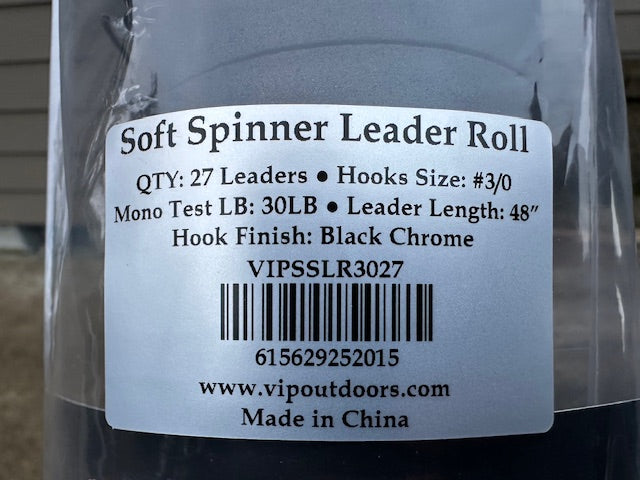 Soft Spinner Leader Roll
QTY: 27 Leaders • Hooks Size: #3/0
Mono Test LB: 30LB • Leader Length: 48"
Hook Finish: Black Chrome
VIPSSLR3027
615629252015
www.vipoutdoors.com
Made in China